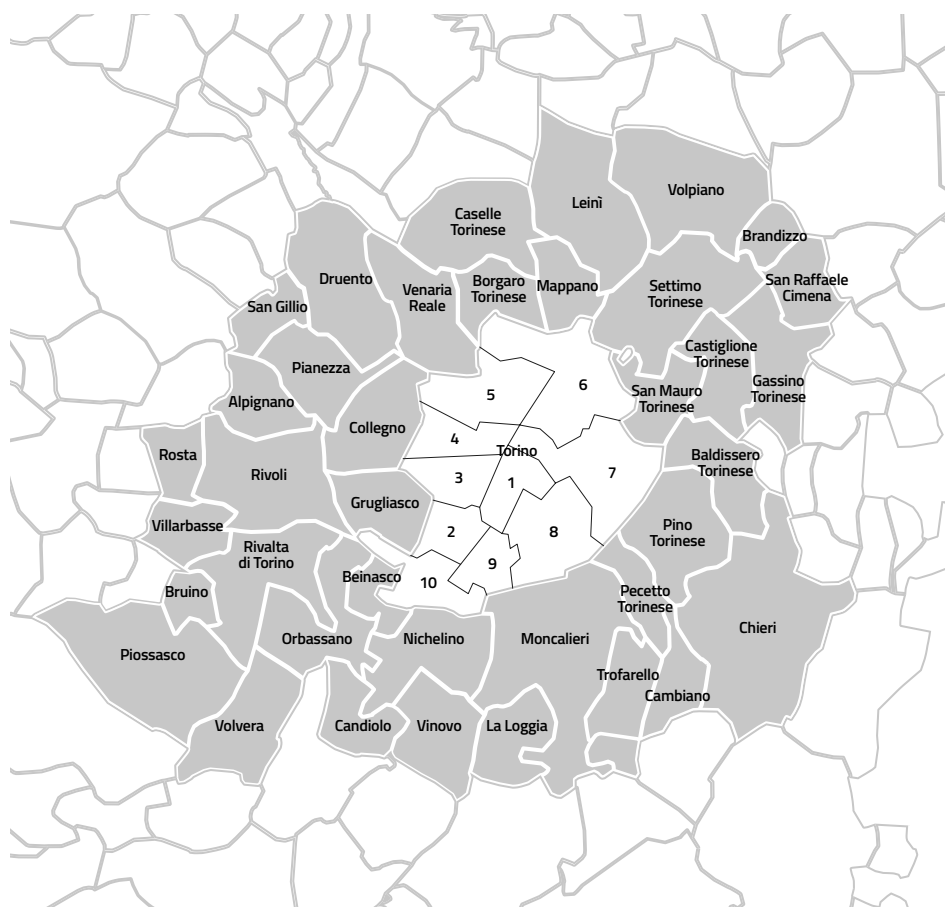 Volpiano
Leinì
Caselle
Torinese
Brandizzo
Druento
San Raffaele
Cimena
Venaria
Reale
Borgaro
Torinese
Mappano
Settimo
Torinese
San Gillio
Castiglione
Torinese
Pianezza
6
5
San Mauro
Torinese
Gassino
Torinese
Alpignano
Collegno
4
Torino
Rosta
Baldissero
Torinese
Rivoli
3
1
7
Grugliasco
Villarbasse
2
8
Pino
Torinese
Rivalta
di Torino
9
Beinasco
10
Bruino
Pecetto
Torinese
Chieri
Orbassano
Nichelino
Moncalieri
Piossasco
Trofarello
Cambiano
Volvera
Candiolo
Vinovo
La Loggia